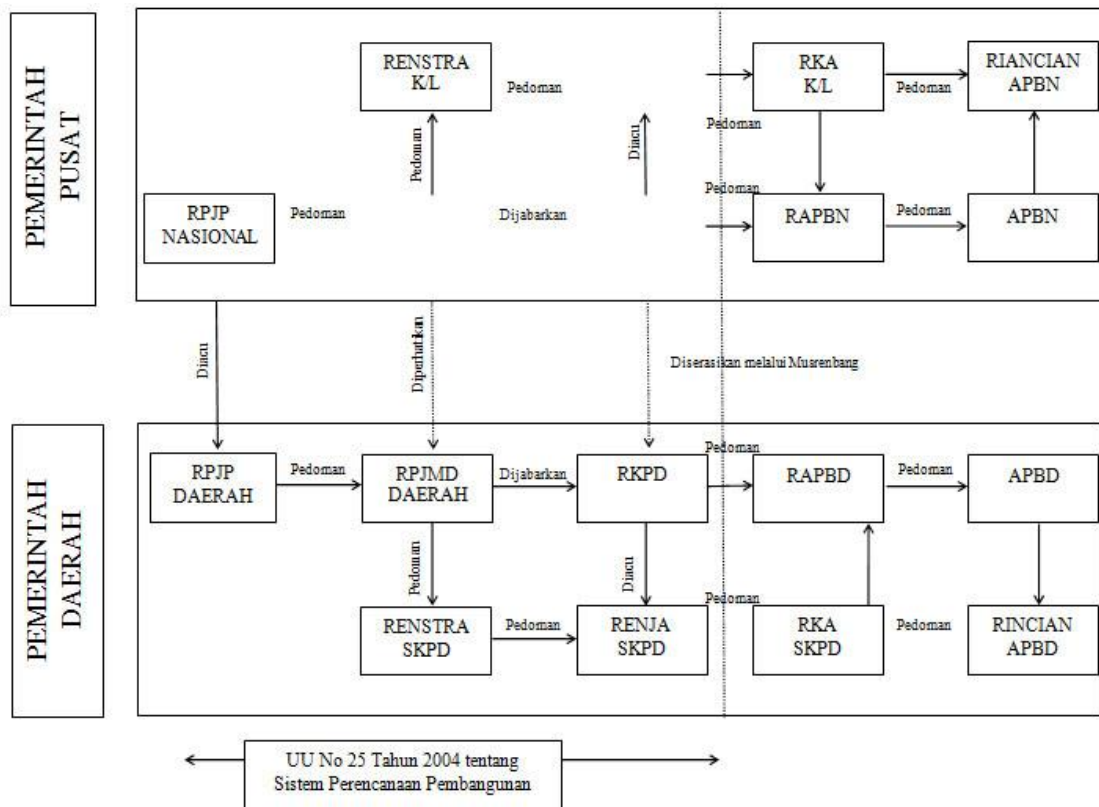 PEMERINTAH
PUSAT
RENSTRA
K/L
Pedoman
RKA
K/L
Pedoman
RIANCIAN
APBN
Pedoman
Pedoman
Diacu
RPJP
NASIONAL
Pedoman
Dijabarkan
Pedoman
RAPBN
Pedoman
APBN
Diacu
Diperhatikan
Diserasikan melalui Musrenbang
PEMERINTAH
DAERAH
RPJP
DAERAH
Pedoman
RPJMD
DAERAH
Dijabarkan
RKPD
Pedoman
RAPBD
Pedoman
APBD
Pedoman
Diacu
RENSTRA
SKPD
Pedoman
RENJA
SKPD
Pedoman
RKA
SKPD
Pedoman
RINCIAN
APBD
UU No 25 Tahun 2004 tentang
Sistem Perencanaan Pembangunan